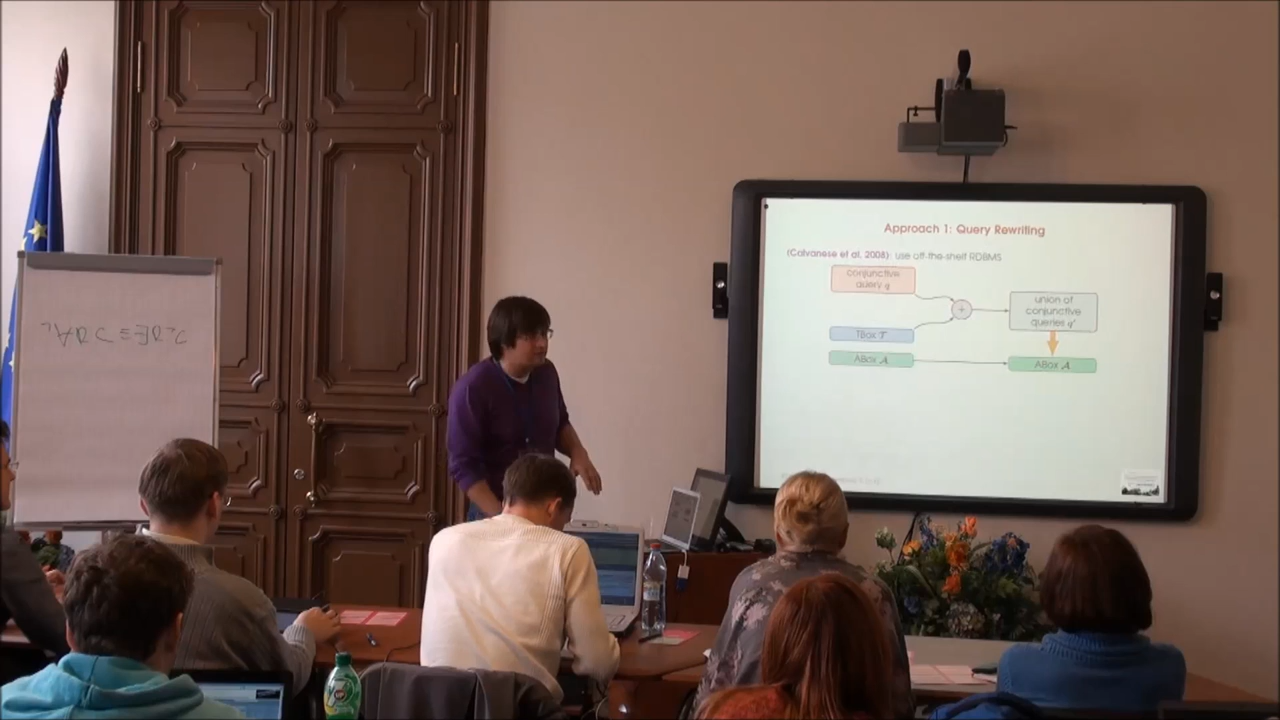 ¬∀R.C ≡ ∃R.¬C
Approach 1: Query Rewriting
(Calvanese et al. 2008): use off-the-shelf RDBMS
conjunctive
query q
union of
conjunctive
queries q′
TBox T
ABox A
ABox A